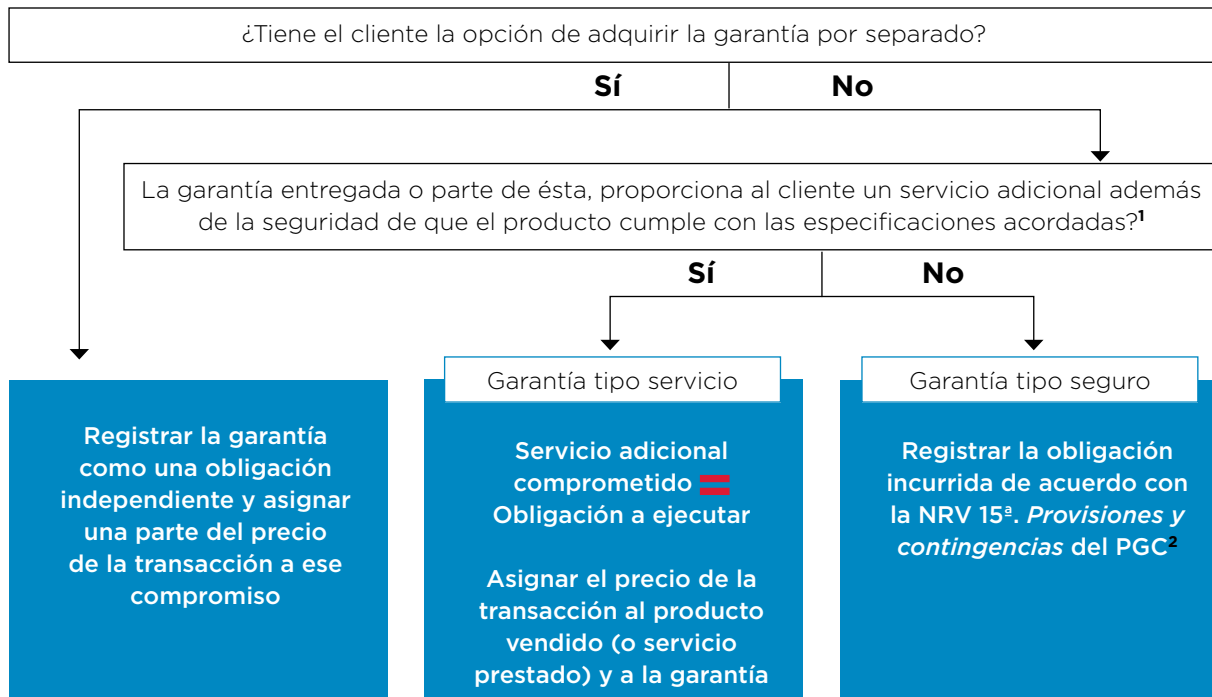 ¿Tiene el cliente la opción de adquirir la garantía por separado?
Sí
No
La garantía entregada o parte de ésta, proporciona al cliente un servicio adicional además
de la seguridad de que el producto cumple con las especificaciones acordadas?1
Sí
No
Registrar la garantía
como una obligación
independiente y asignar
una parte del precio
de la transacción a ese
compromiso
Garantía tipo servicio
Servicio adicional
comprometido =
Obligación a ejecutar
Asignar el precio de la
transacción al producto
vendido (o servicio
prestado) y a la garantía
Garantía tipo seguro
Registrar la obligación
incurrida de acuerdo con
la NRV 15ª. Provisiones y
contingencias del PGC2